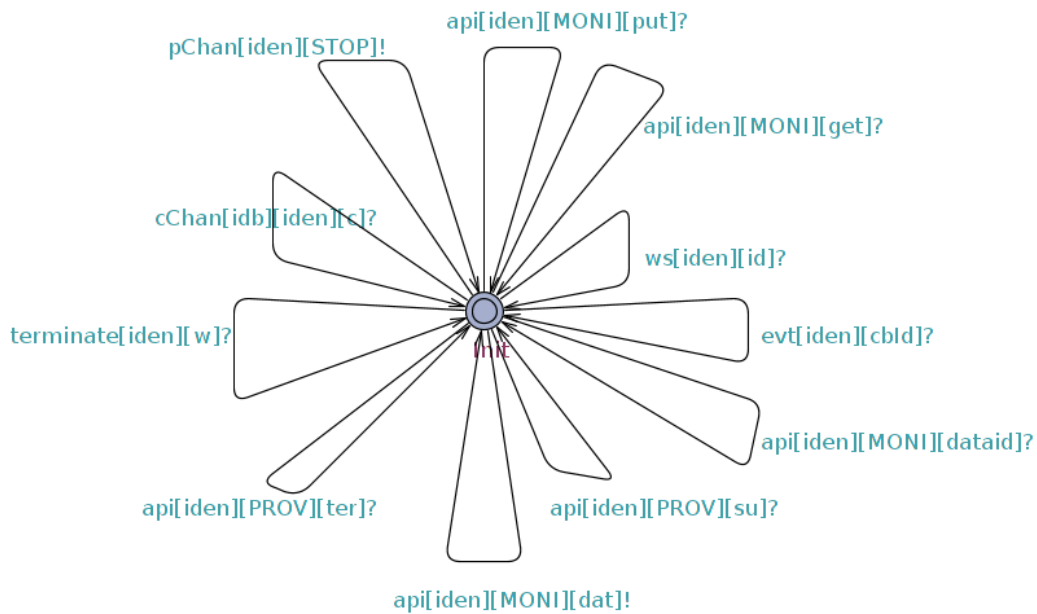 api[iden][MONI][put]?
pChan[iden][STOP]!
api[iden][MONI][get]?
cChan[idb][iden][c]?
ws[iden][id]?
terminate[iden][w]?
evt[iden][cbId]?
Init
api[iden][MONI][dataid]?
api[iden][PROV][ter]?
api[iden][PROV][su]?
api[iden][MONI][dat]!